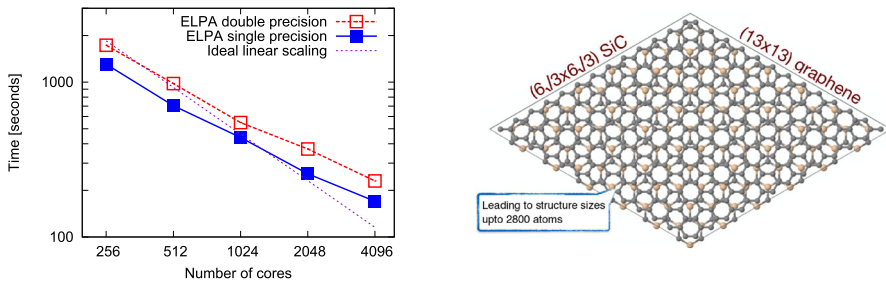 ELPA double precision
ELPA single precision
Ideal linear scaling
1000
100
Time [seconds]
256 512 1024 2048 4096
Number of cores
(6√3x6√3) SiC
(13x13) graphene
Leading to structure sizes
upto 2800 atoms